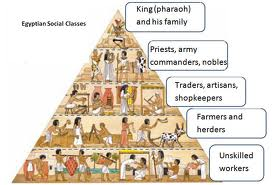 Egyptian Social Classes
King (pharaoh)
and his family
Priests, army
commanders, nobles
Traders, artisans,
shopkeepers
Farmers and
herders
Unskilled
workers